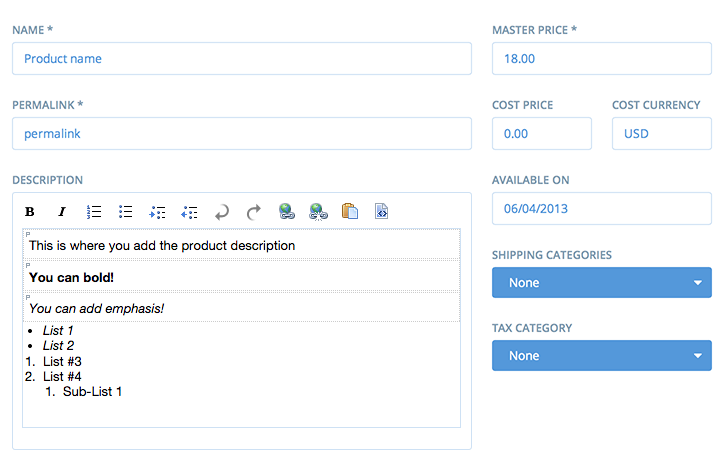 NAME *
Product name
PERMALINK *
permalink
DESCRIPTION
B I
P
This is where you add the product description
P
You can bold!
P
You can add emphasis!
• List 1
• List 2
1. List #3
2. List #4
1. Sub-List 1
MASTER PRICE *
18.00
COST PRICE COST CURRENCY
0.00 USD
AVAILABLE ON
06/04/2013
SHIPPING CATEGORIES
None
TAX CATEGORY
None